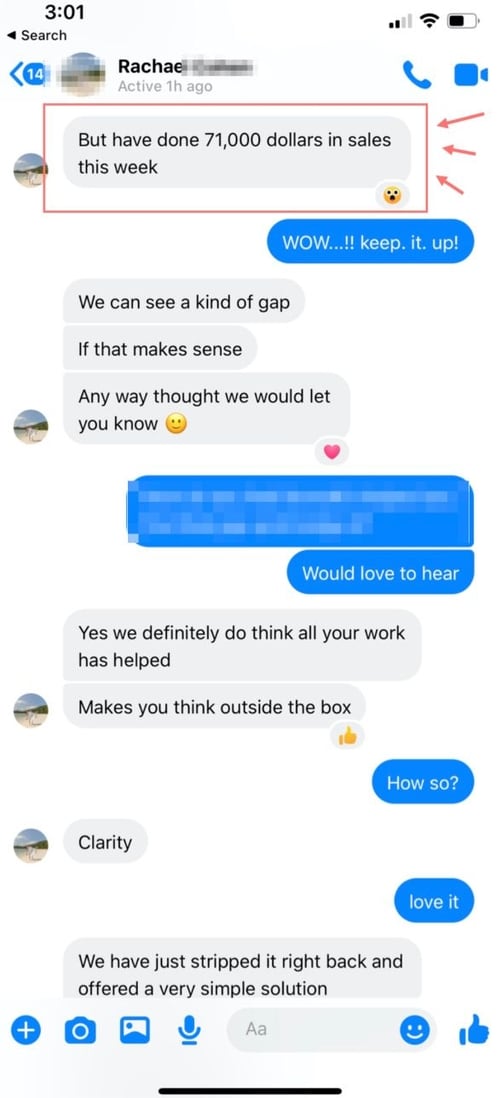 3:01
Search
14
Rachae
Active 1h ago
But have done 71,000 dollars in sales
this week
WOW...!! keep. it. up!
We can see a kind of gap
If that makes sense
Any way thought we would let
you know 🙂
Would love to hear
Yes we definitely do think all your work
has helped
Makes you think outside the box
How so?
Clarity
love it
We have just stripped it right back and
offered a very simple solution
Aa